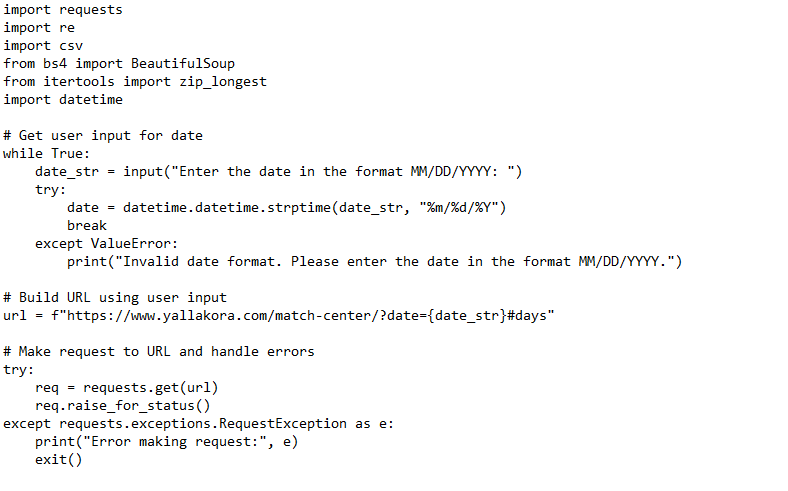 import requests
import re
import csv
from bs4 import BeautifulSoup
from itertools import zip_longest
import datetime

# Get user input for date
while True:
    date_str = input("Enter the date in the format MM/DD/YYYY: ")
    try:
        date = datetime.datetime.strptime(date_str, "%m/%d/%Y")
        break
    except ValueError:
        print("Invalid date format. Please enter the date in the format MM/DD/YYYY.")

# Build URL using user input
url = f"https://www.yallakora.com/match-center/?date={date_str}#days"

# Make request to URL and handle errors
try:
    req = requests.get(url)
    req.raise_for_status()
except requests.exceptions.RequestException as e:
    print("Error making request:", e)
    exit()